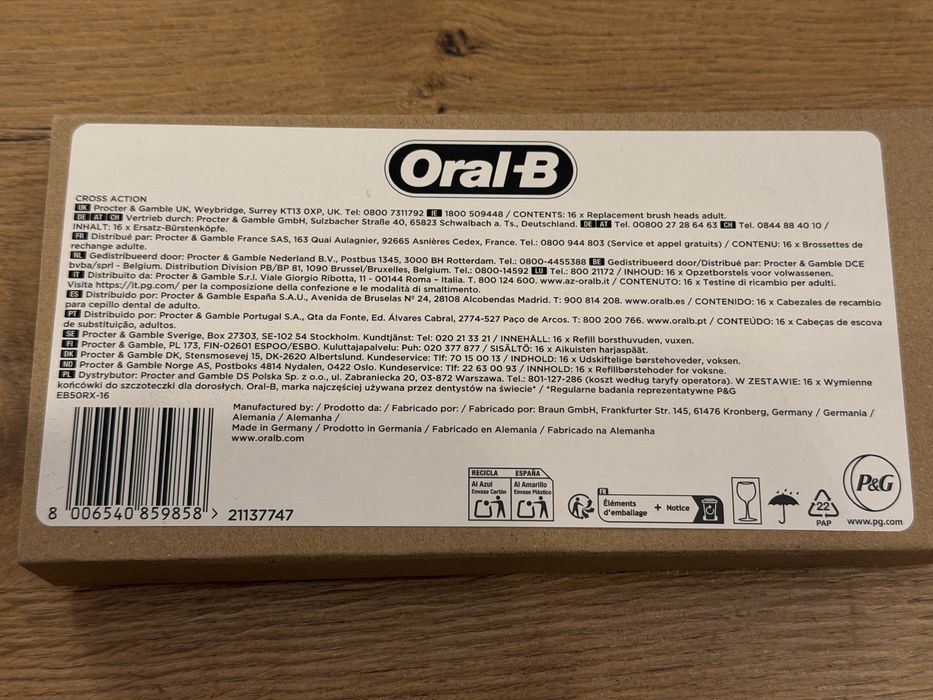 Oral-B
CROSS ACTION
UK Procter & Gamble UK, Weybridge, Surrey KT13 0XP, UK. Tel: 0800 7311792 IE 1800 509448 / CONTENTS: 16 x Replacement brush heads adult.
DE AT CH Vertrieb durch: Procter & Gamble GmbH, Sulzbacher Straße 40, 65823 Schwalbach a. Ts., Deutschland. DE AT Tel. 00800 27 28 64 63 CH Tel. 0844 88 40 10 /
INHALT: 16 x Ersatz-Bürstenköpfe.
FR Distribué par: Procter & Gamble France SAS, 163 Quai Aulagnier, 92665 Asnières Cedex, France. Tel.: 0800 944 803 (Service et appel gratuits) / CONTENU: 16 x Brossettes de
rechange adulte.
NL Gedistribueerd door: Procter & Gamble Nederland B.V., Postbus 1345, 3000 BH Rotterdam. Tel.: 0800-4455388 BE Gedistribueerd door/Distribué par: Procter & Gamble DCE
bvba/sprl - Belgium. Distribution Division PB/BP 81, 1090 Brussel/Bruxelles, Belgium, Tel.: 0800-14592 LU Tel: 800 21172 / INHOUD: 16 x Opzetborstels voor volwassenen.
IT Distribuito da: Procter & Gamble S.r.l. Viale Giorgio Ribotta, 11 - 00144 Roma - Italia. T. 800 124 600. www.az-oralb.it / CONTENUTO: 16 x Testine di ricambio per adulti.
Visita https://it.pg.com/ per la composizione della confezione e le modalità di smaltimento.
ES Distribuido por: Procter & Gamble España S.A.U., Avenida de Bruselas Nº 24, 28108 Alcobendas Madrid. T: 900 814 208. www.oralb.es / CONTENIDO: 16 x Cabezales de recambio
para cepillo dental de adulto.
PT Distribuido por: Procter & Gamble Portugal S.A., Qta da Fonte, Ed. Álvares Cabral, 2774-527 Paço de Arcos. T: 800 200 766. www.oralb.pt / CONTEÚDO: 16 x Cabeças de escova
de substituição, adultos.
SE Procter & Gamble Sverige, Box 27303, SE-102 54 Stockholm. Kundtjänst: Tel: 020 21 33 21 / INNEHÅLL: 16 x Refill borsthuvuden, vuxen.
FI Procter & Gamble, PL 173, FIN-02601 ESPOO/ESBO. Kuluttajapalvelu: Puh: 020 377 877 / SISÄLTÖ: 16 x Aikuisten harjaspäät.
DK Procter & Gamble DK, Stensmosevej 15, DK-2620 Albertslund. Kundeservice: Tlf: 70 15 00 13 / INDHOLD: 16 x Udskiftelige børstehoveder, voksen.
NO Procter & Gamble Norge AS, Postboks 4814 Nydalen, 0422 Oslo. Kundeservice: Tlf: 22 63 00 93 / INNHOLD: 16 x Refillbørstehoder for voksne.
PL Dystrybutor: Procter and Gamble DS Polska Sp. z o.o., ul. Zabraniecka 20, 03-872 Warszawa. Tel.: 801-127-286 (koszt według taryfy operatora). W ZESTAWIE: 16 x Wymienne
końcówki do szczoteczki dla dorosłych. Oral-B, marka najczęściej używana przez dentystów na świecie* / *Regularne badania reprezentatywne P&G
EB50RX-16
Manufactured by: / Prodotto da: / Fabricado por: / Fabricado por: Braun GmbH, Frankfurter Str. 145, 61476 Kronberg, Germany / Germania /
Alemania / Alemanha /
Made in Germany / Prodotto in Germania / Fabricado en Alemania / Fabricado na Alemanha
www.oralb.com
8 006540 859858 > 21137747
RECICLA ESPAÑA
Al Azul Al Amarillo
Envase Cartón Envase Plástico
FR
Éléments
d'emballage + Notice
22
PAP
P&G
www.pg.com